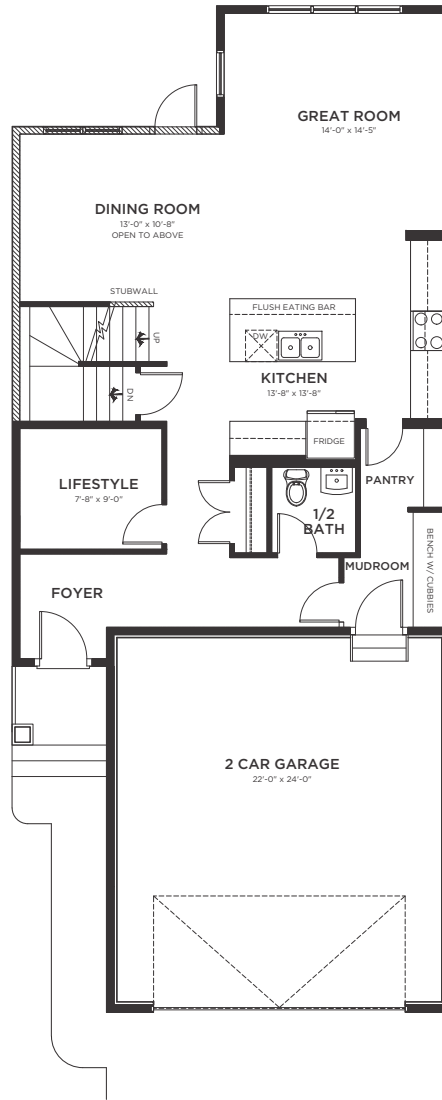 GREAT ROOM
14'-0" x 14'-5"
DINING ROOM
13'-0" x 10'-8"
OPEN TO ABOVE
STUBWALL
UP
DN
FLUSH EATING BAR
DW
KITCHEN
13'-8" x 13'-8"
FRIDGE
PANTRY
LIFESTYLE
7'-8" x 9'-0"
1/2
BATH
MUDROOM
BENCH W/ CUBBIES
FOYER
2 CAR GARAGE
22'-0" x 24'-0"